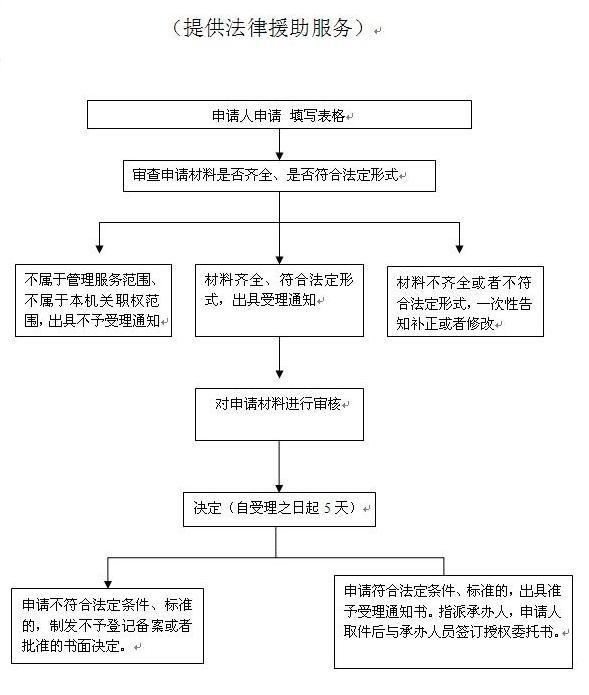 （提供法律援助服务）
申请人申请 填写表格
审查申请材料是否齐全、是否符合法定形式
不属于管理服务范围、
不属于本机关职权范
围，出具不予受理通知
材料齐全、符合法定形
式，出具受理通知
材料不齐全或者不符
合法定形式，一次性告
知补正或者修改
对申请材料进行审核
决定（自受理之日起 5 天）
申请不符合法定条件、标准
的，制发不予登记备案或者
批准的书面决定。
申请符合法定条件、标准的，出具准
予受理通知书。指派承办人，申请人
取件后与承办人员签订授权委托书。